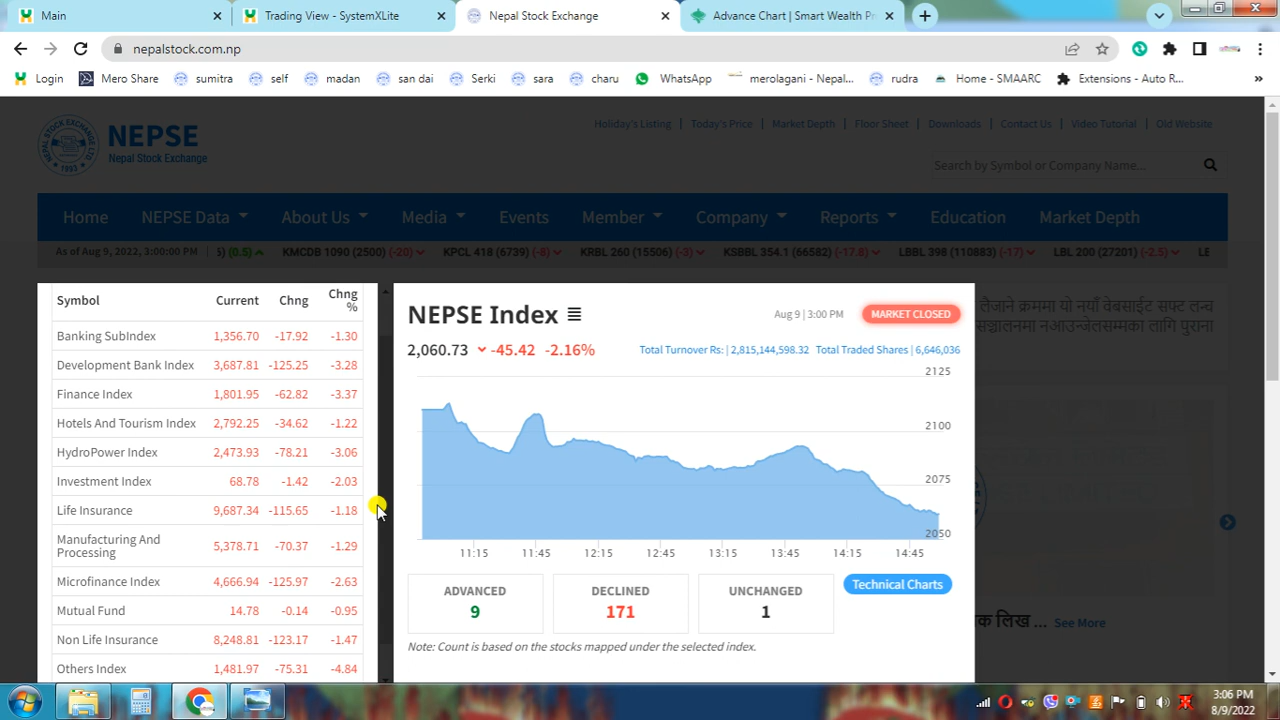 Main
Trading View - SystemXLite
Nepal Stock Exchange
Advance Chart | Smart Wealth Pr
nepalstock.com.np
Login Mero Share sumitra self madan san dai Serki sara charu WhatsApp merolagani - Nepal... rudra Home - SMAARC Extensions - Auto R... »
NEPSE
Nepal Stock Exchange
Holiday's Listing | Today's Price | Market Depth | Floor Sheet | Downloads | Contact Us | Video Tutorial | Old Website
Search by Symbol or Company Name...
Home NEPSE Data About Us Media Events Member Company Reports Education Market Depth
As of Aug 9, 2022, 3:00:00 PM 5) (0.5) KMCDB 1090 (2500) (-20) KPCL 418 (6739) (-8) KRBL 260 (15506) (-3) KSBBL 354.1 (66582) (-17.8) LBBL 398 (110883) (-17) LBL 200 (27201) (-2.5) LE
Symbol Current Chng Chng %
Banking SubIndex 1,356.70 -17.92 -1.30
Development Bank Index 3,687.81 -125.25 -3.28
Finance Index 1,801.95 -62.82 -3.37
Hotels And Tourism Index 2,792.25 -34.62 -1.22
HydroPower Index 2,473.93 -78.21 -3.06
Investment Index 68.78 -1.42 -2.03
Life Insurance 9,687.34 -115.65 -1.18
Manufacturing And Processing 5,378.71 -70.37 -1.29
Microfinance Index 4,666.94 -125.97 -2.63
Mutual Fund 14.78 -0.14 -0.95
Non Life Insurance 8,248.81 -123.17 -1.47
Others Index 1,481.97 -75.31 -4.84
NEPSE Index
Aug 9 | 3:00 PM MARKET CLOSED
2,060.73 -45.42 -2.16%
Total Turnover Rs: | 2,815,144,598.32 Total Traded Shares | 6,646,036
2125
2100
2075
2050
11:15 11:45 12:15 12:45 13:15 13:45 14:15 14:45
ADVANCED DECLINED UNCHANGED
9 171 1
Technical Charts
Note: Count is based on the stocks mapped under the selected index.
लैजाने क्रममा यो नयाँ वेबसाईट सफ्ट लन्च
सञ्चालनमा नआउन्जेलसम्मका लागि पुराना
लिख ... See More
3:06 PM
8/9/2022